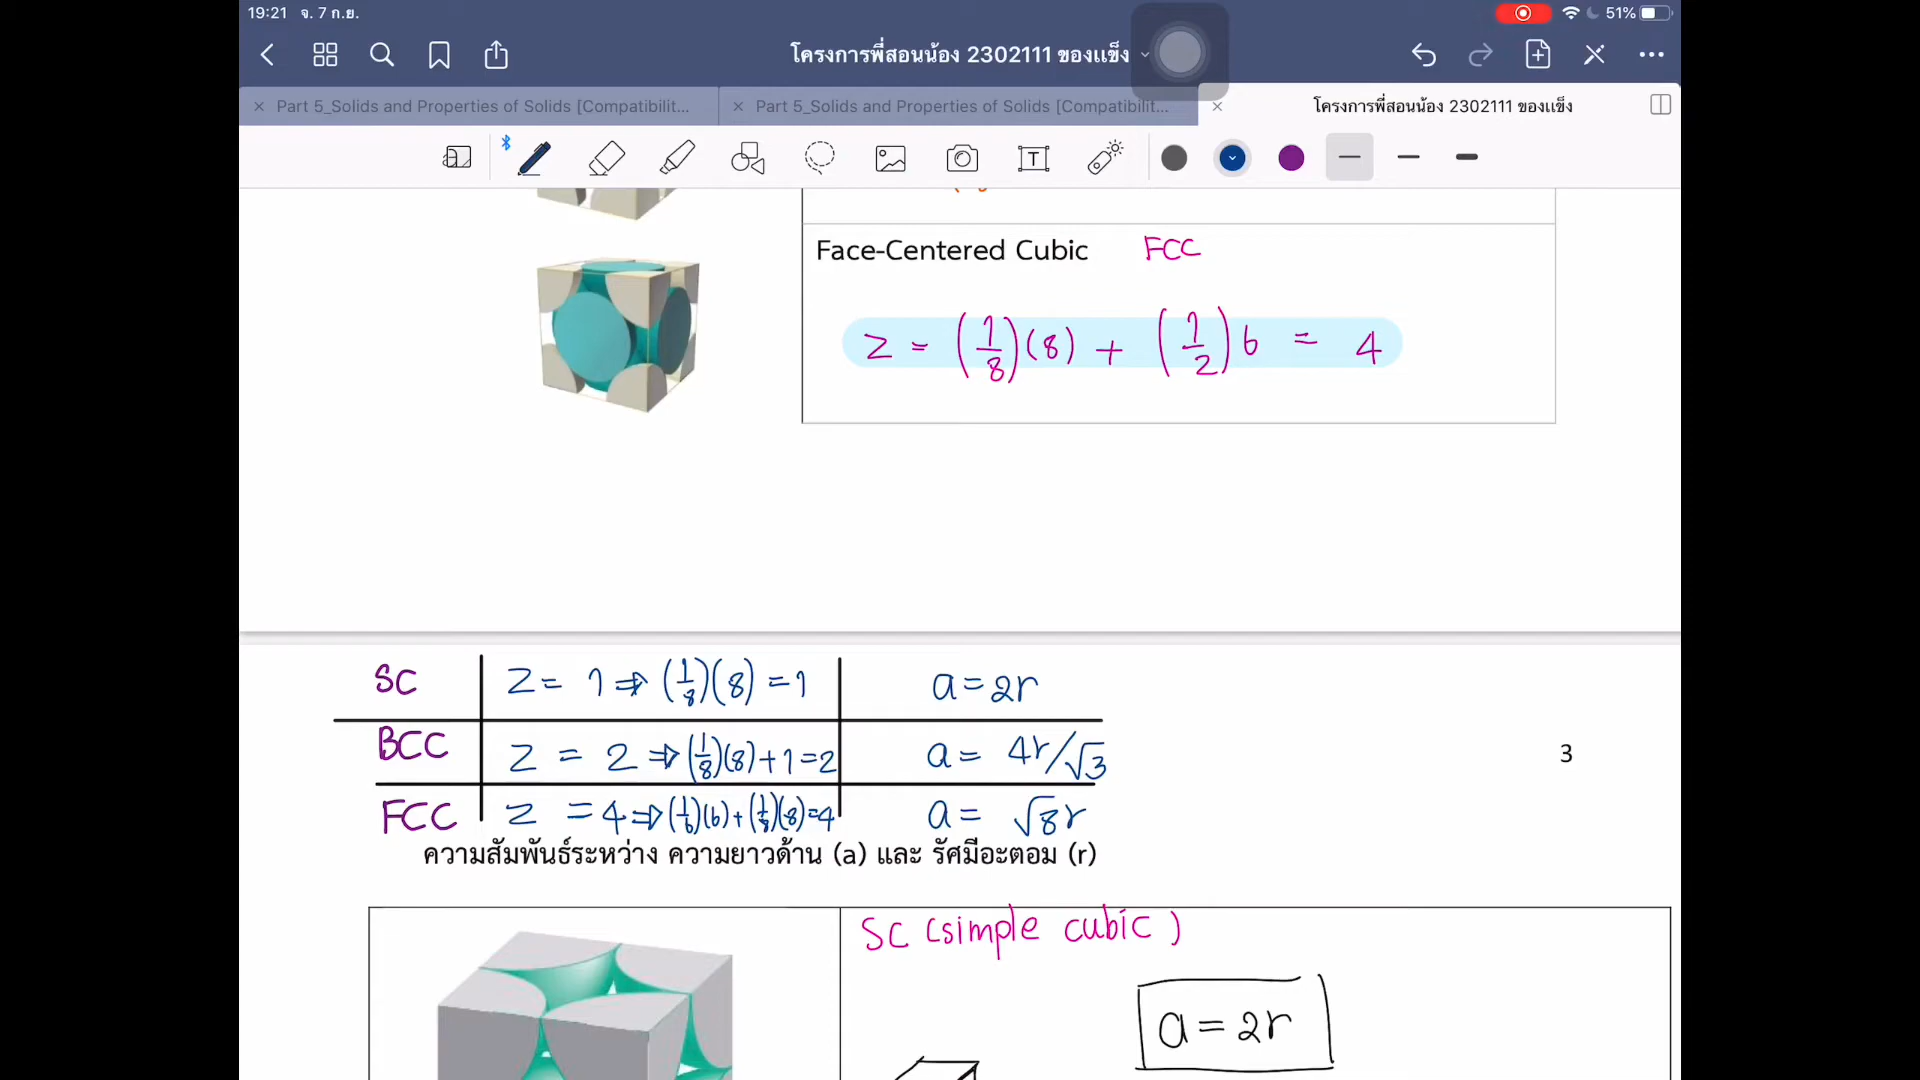 19:21 จ. 7 ก.ย.
51%
โครงการพี่สอนน้อง 2302111 ของแข็ง
Part 5_Solids and Properties of Solids [Compatibilit...
Part 5_Solids and Properties of Solids [Compatibilit...
โครงการพี่สอนน้อง 2302111 ของแข็ง
Face-Centered Cubic FCC
Z = (1/8)(8) + (1/2)6 = 4
SC Z = 1 ⇒ (1/8)(8) = 1 a = 2r
BCC Z = 2 ⇒ (1/8)(8) + 1 = 2 a = 4r/√3
3
FCC Z = 4 ⇒ (1/6)(6) + (1/8)(8) = 4 a = √8r
ความสัมพันธ์ระหว่าง ความยาวด้าน (a) และ รัศมีอะตอม (r)
SC (simple cubic)
a = 2r